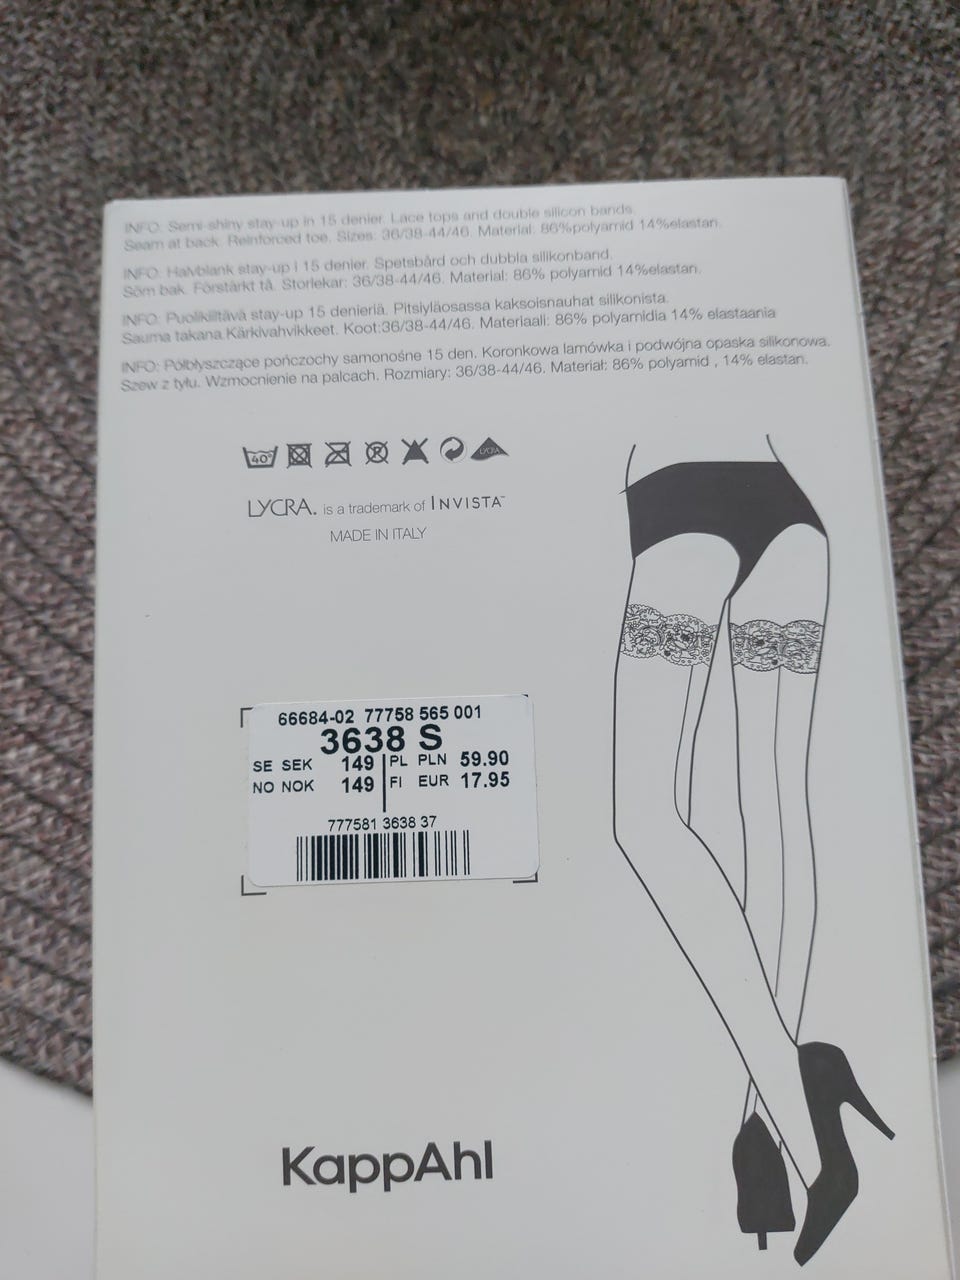 INFO: Semi-shiny stay-up in 15 denier. Lace tops and double silicon bands.
Seam at back. Reinforced toe. Sizes: 36/38-44/46. Material: 86%polyamid 14%elastan.
INFO: Halvblank stay-up i 15 denier. Spetsbård och dubbla silikonband.
Söm bak. Förstärkt tå. Storlekar: 36/38-44/46. Material: 86% polyamid 14%elastan.
INFO: Puolikiiltävä stay-up 15 denieriä. Pitsiyläosassa kaksoisnauhat silikonista.
Sauma takana.Kärkivahvikkeet. Koot:36/38-44/46. Materiaali: 86% polyamidia 14% elastaania
INFO: Półbłyszczące pończochy samonośne 15 den. Koronkowa lamówka i podwójna opaska silikonowa.
Szew z tyłu. Wzmocnienie na palcach. Rozmiary: 36/38-44/46. Materiał: 86% polyamid , 14% elastan.
40° P LYCRA
LYCRA. is a trademark of INVISTA™
MADE IN ITALY
66684-02 77758 565 001
3638 S
SE SEK 149 PL PLN 59.90
NO NOK 149 FI EUR 17.95
777581 3638 37
KappAhl